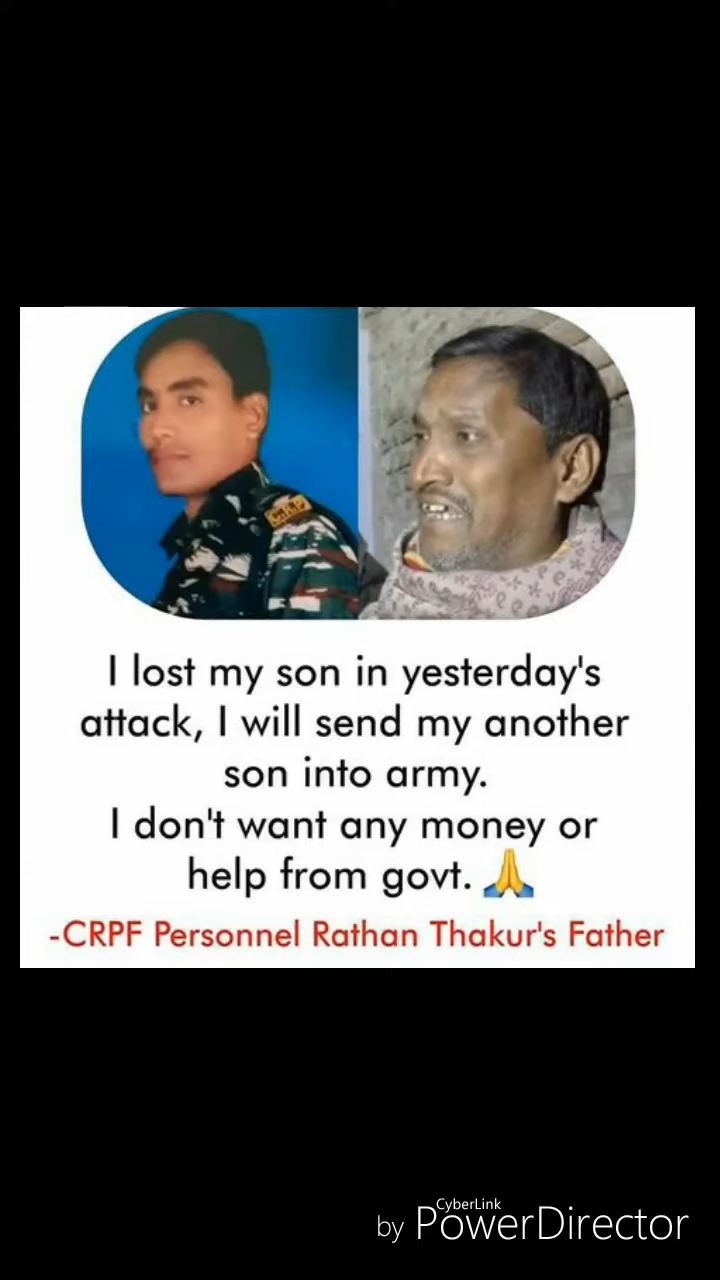 CRP
I lost my son in yesterday's
attack, I will send my another
son into army.
I don't want any money or
help from govt. 🙏
-CRPF Personnel Rathan Thakur's Father
CyberLink
by PowerDirector